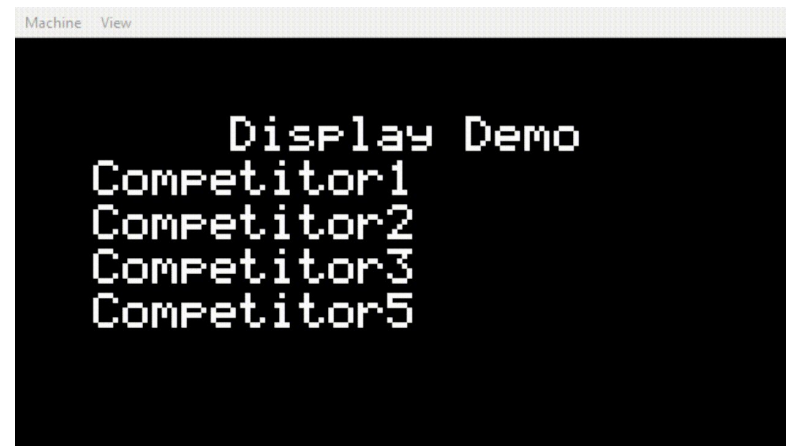 Machine View
Display Demo
Competitor1
Competitor2
Competitor3
Competitor5